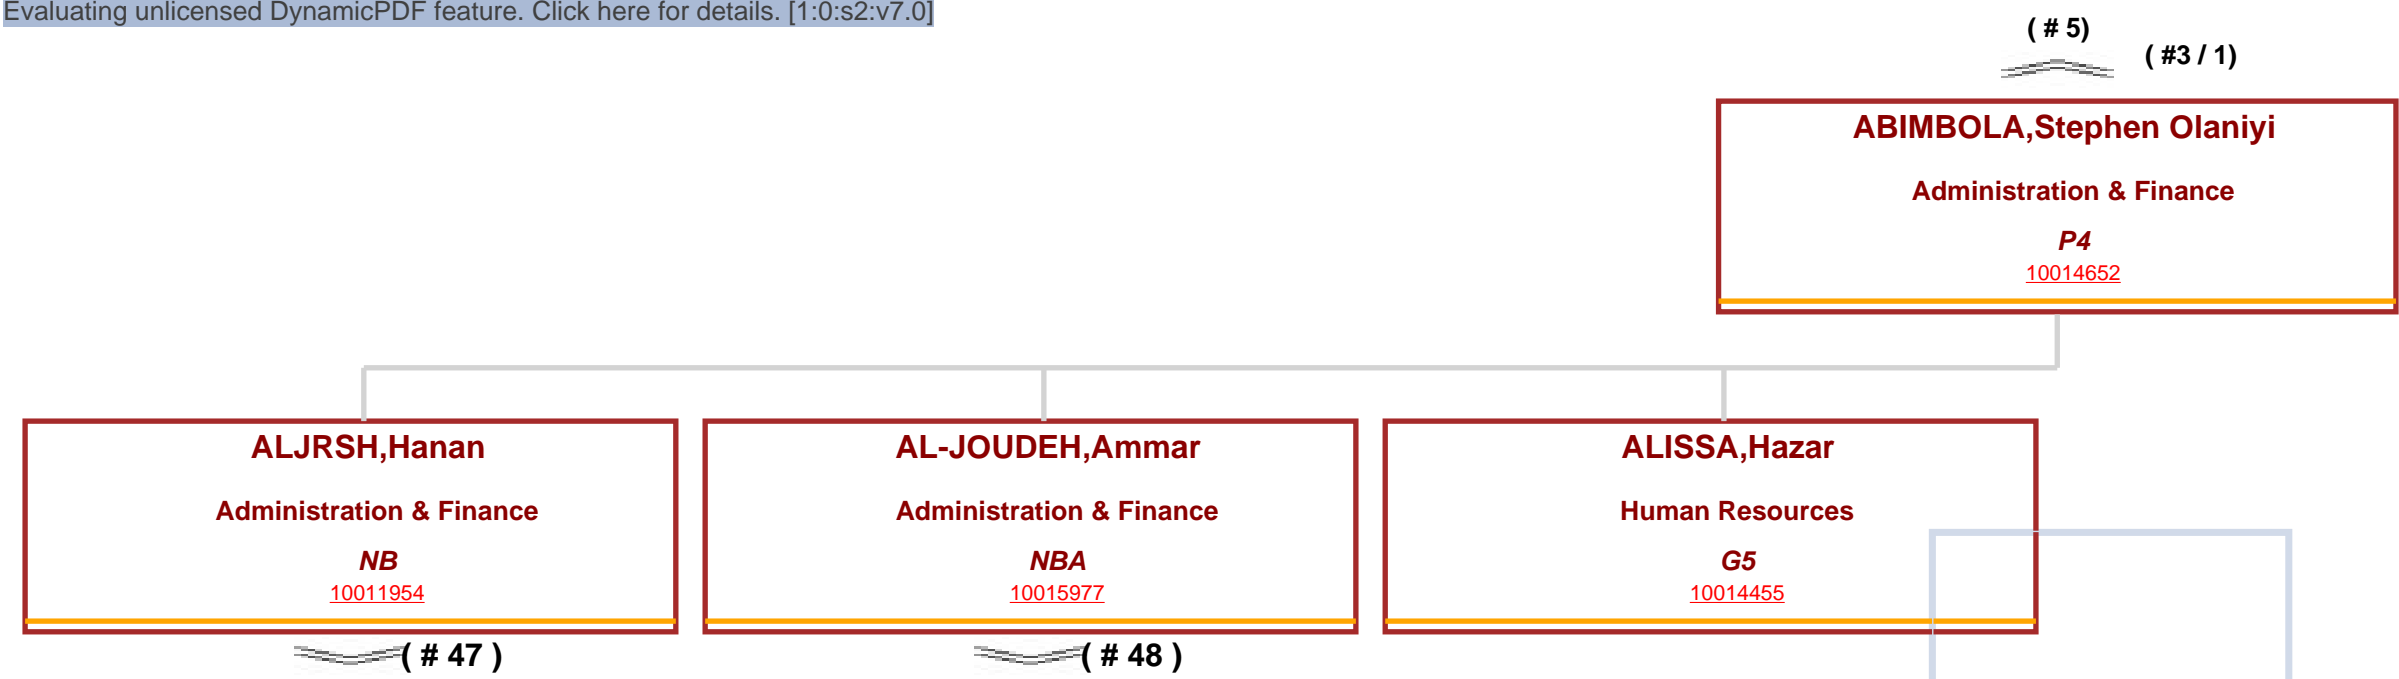 Evaluating unlicensed DynamicPDF feature. Click here for details. [1:0:s2:v7.0]
( # 5)
( #3 / 1)
ABIMBOLA,Stephen Olaniyi
Administration & Finance
P4
10014652
ALJRSH,Hanan
Administration & Finance
NB
10011954
( # 47 )
AL-JOUDEH,Ammar
Administration & Finance
NBA
10015977
( # 48 )
ALISSA,Hazar
Human Resources
G5
10014455